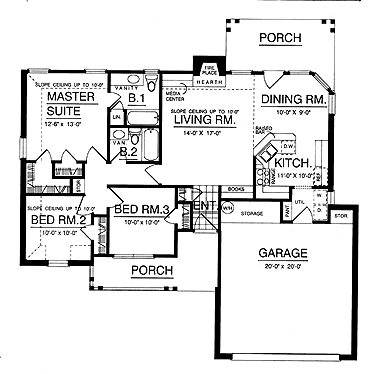 PORCH
FIRE
PLACE
HEARTH
SLOPE CEILING UP TO 10'-0"
MASTER
SUITE
12'-6" x 13'-0"
VANITY
B.1
LIN.
MEDIA
CENTER
SLOPE CEILING UP TO 10'-0"
LIVING RM.
14'-0" x 17'-0"
DINING RM.
10'-0" x 9'-0"
RAISED
BAR
D.W.
VAN
B.2
KITCH.
11'-0" x 10'-0"
RANGE
REF.
STOR.
BOOKS
SLOPE CEILING UP TO 10'-0"
BED RM.2
10'-0" x 10'-0"
BED RM.3
10'-0" x 10'-0"
ENT.
W/H
STORAGE
PANT.
UTIL.
D.
W.
STOR.
GARAGE
20'-0" x 20'-0"
PORCH